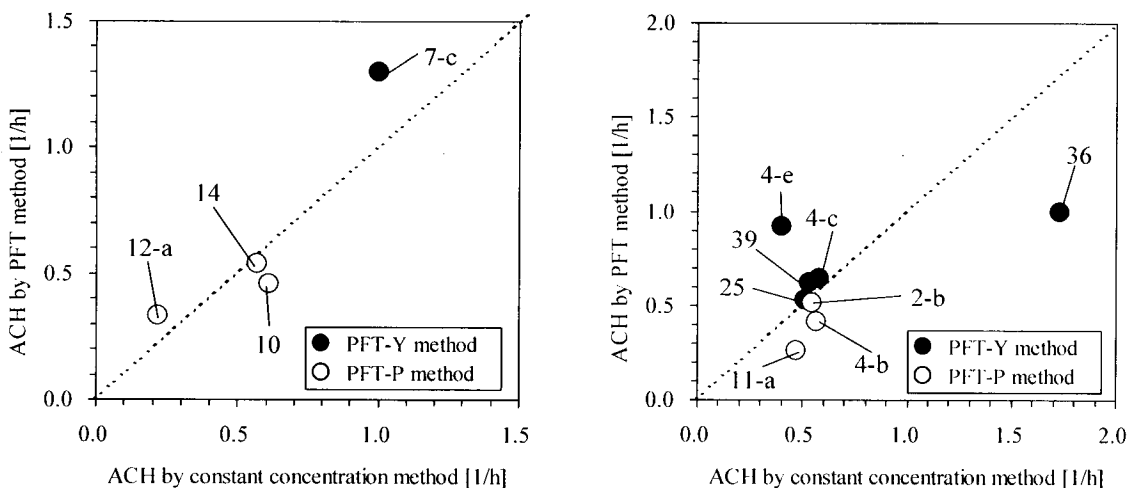 1.5
1.0
0.5
0.0
ACH by PFT method [1/h]
7-c
14
12-a
10
PFT-Y method
PFT-P method
0.0 0.5 1.0 1.5
ACH by constant concentration method [1/h]
2.0
1.5
1.0
0.5
0.0
ACH by PFT method [1/h]
36
4-e
4-c
39
25
2-b
4-b
11-a
PFT-Y method
PFT-P method
0.0 0.5 1.0 1.5 2.0
ACH by constant concentration method [1/h]